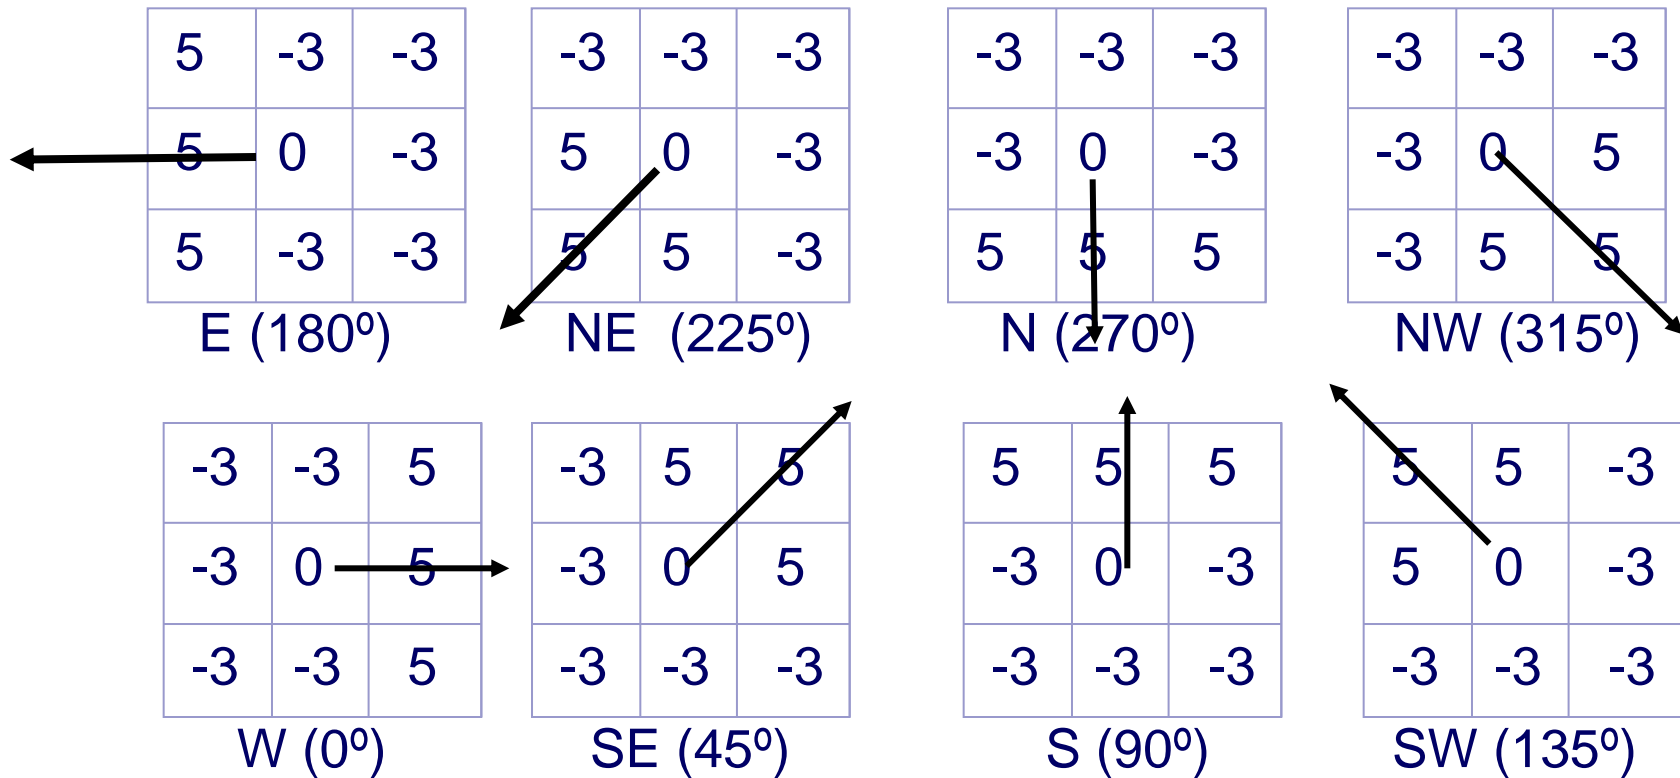 5 -3 -3 -3 -3 -3 -3 -3 -3 -3 -3 -3
5 0 -3 5 0 -3 -3 0 -3 -3 0 5
5 -3 -3 5 5 -3 5 5 5 -3 5 5
E (180º) NE (225º) N (270º) NW (315º)
-3 -3 5 -3 5 5 5 5 5 5 5 -3
-3 0 5 -3 0 5 -3 0 -3 5 0 -3
-3 -3 5 -3 -3 -3 -3 -3 -3 -3 -3 -3
W (0º) SE (45º) S (90º) SW (135º)